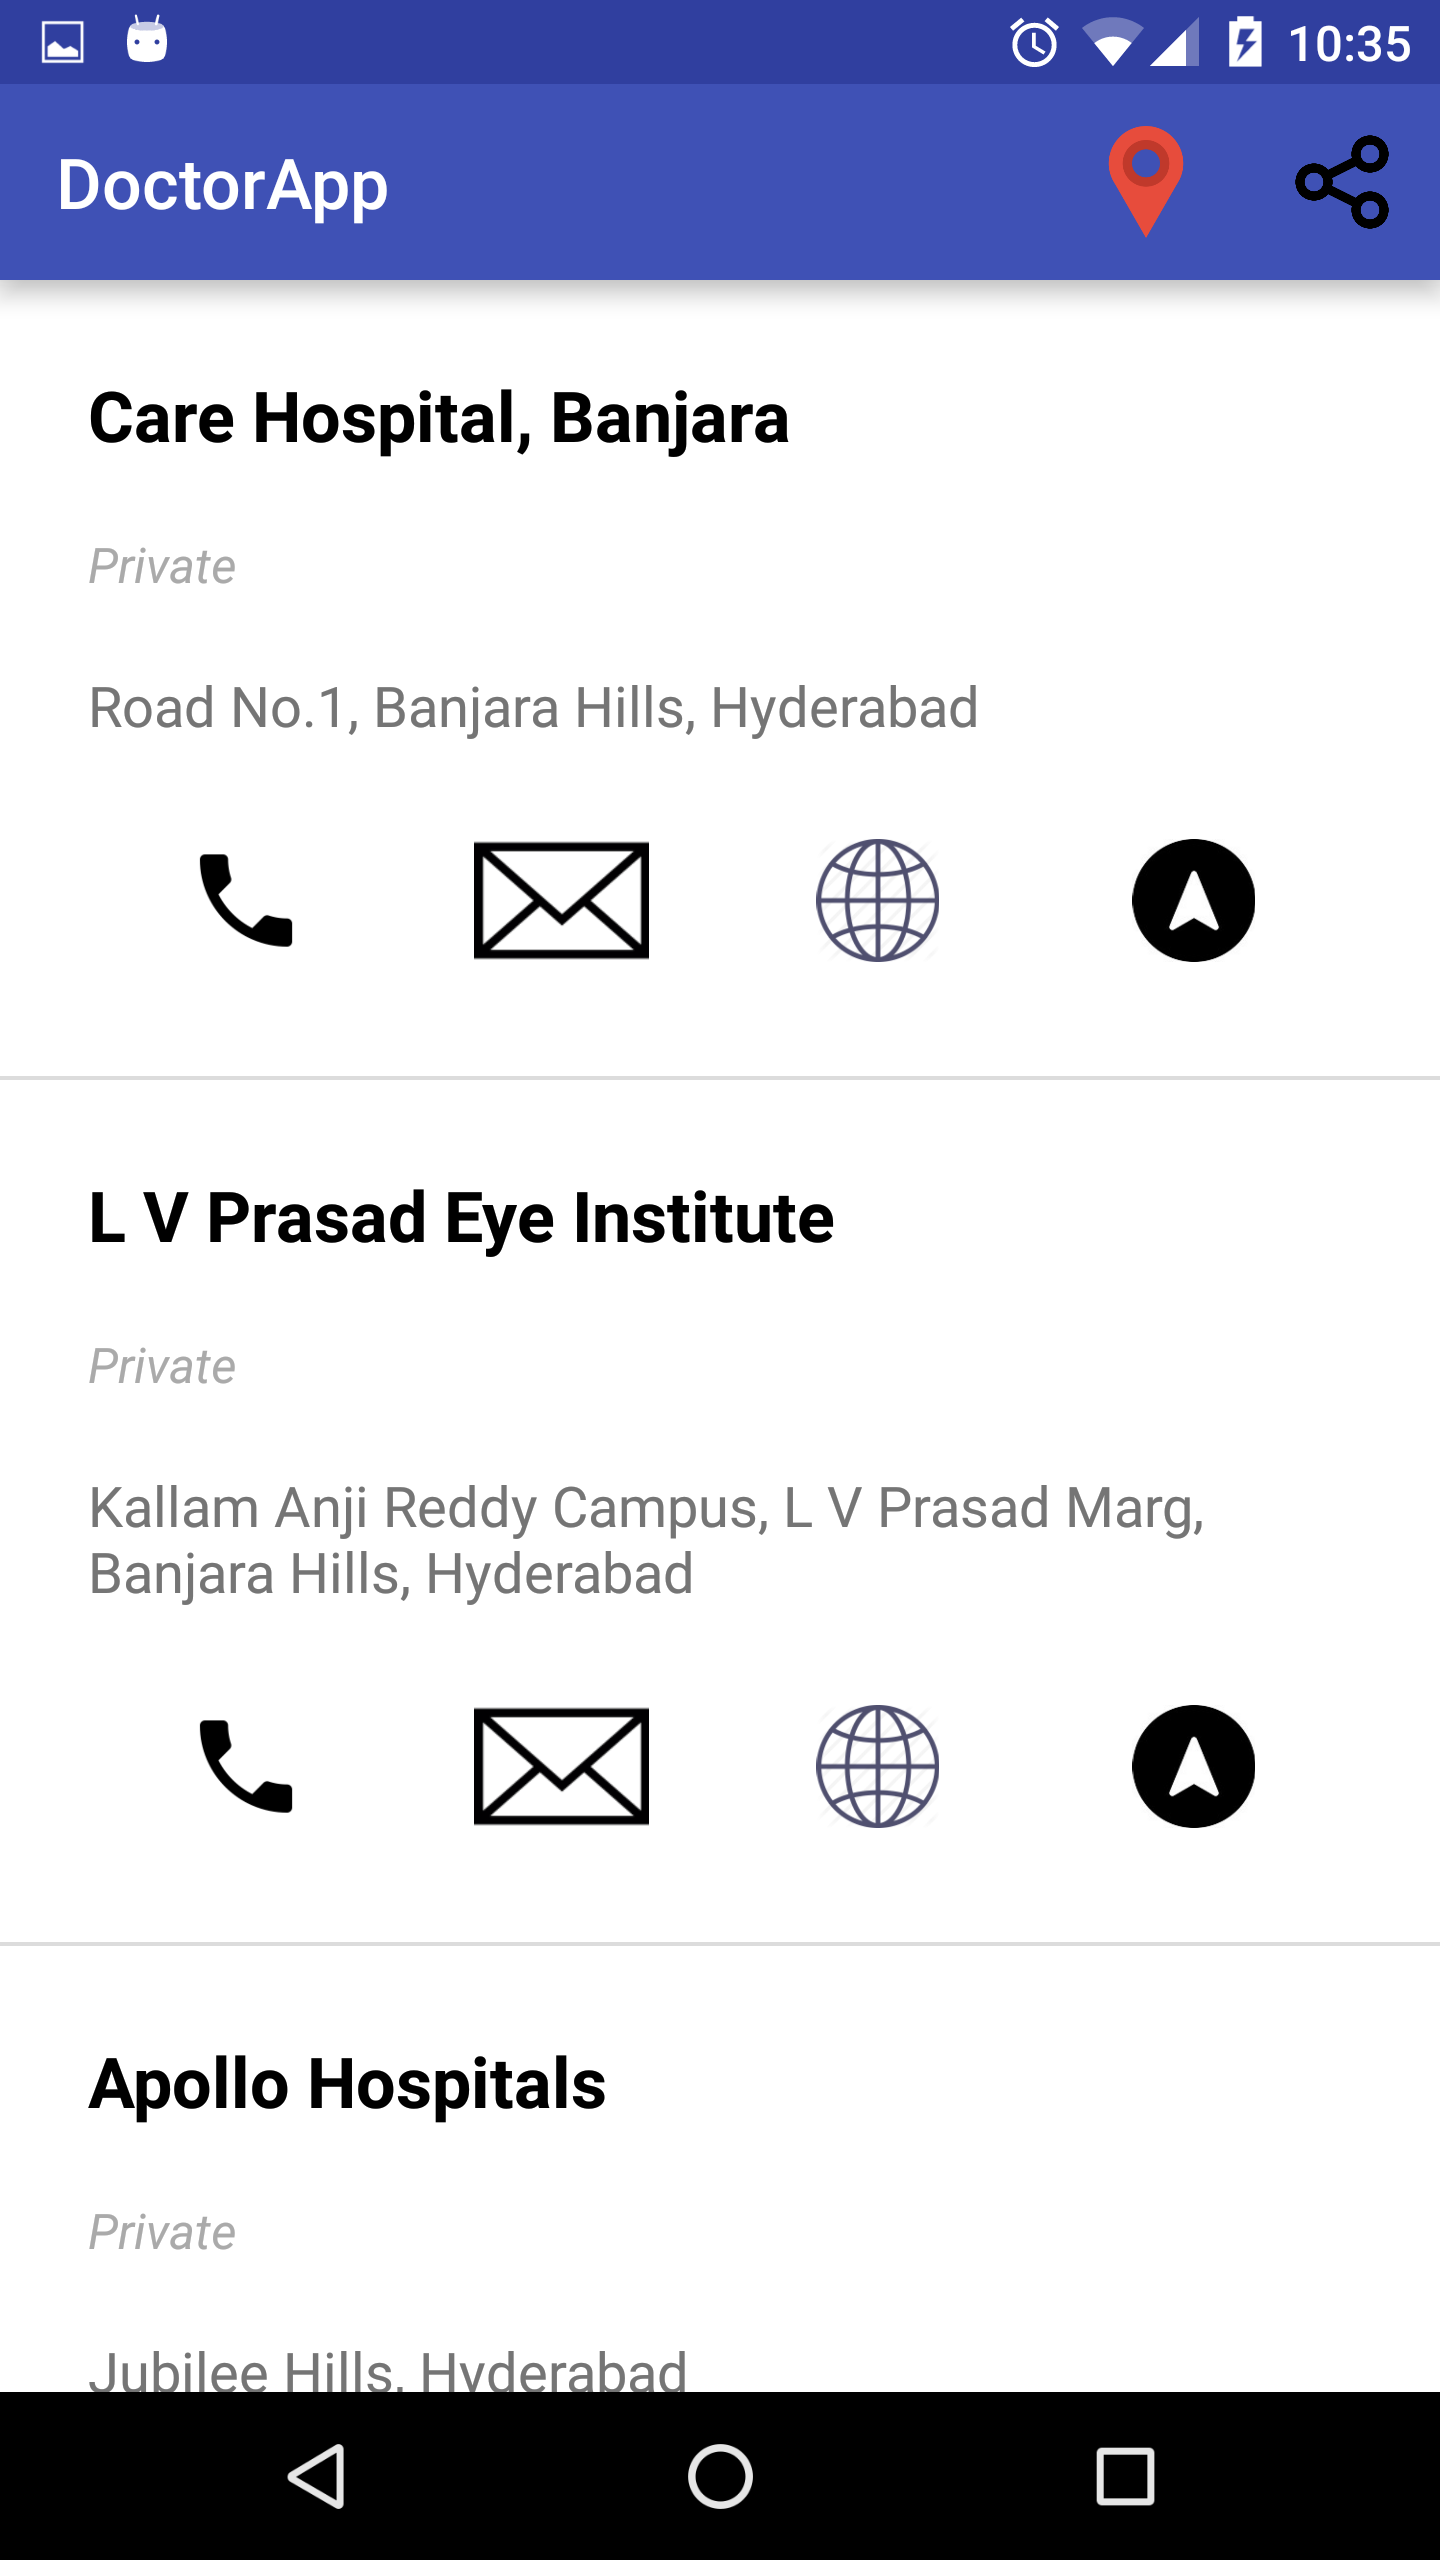 10:35
DoctorApp
Care Hospital, Banjara
Private
Road No.1, Banjara Hills, Hyderabad
L V Prasad Eye Institute
Private
Kallam Anji Reddy Campus, L V Prasad Marg,
Banjara Hills, Hyderabad
Apollo Hospitals
Private
Jubilee Hills, Hyderabad